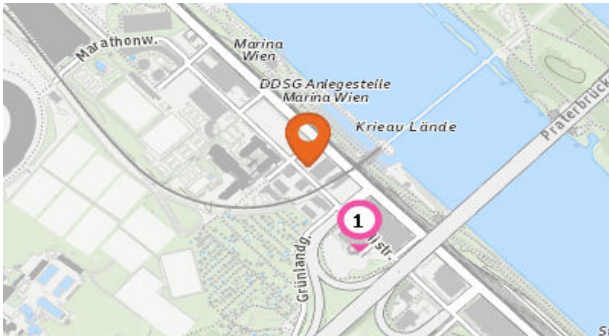 Marathonw.
Marina
Wien
DDSG Anlegestelle
Marina Wien
Krieau Lände
Praterbrück
1
str.
Grünlandg.